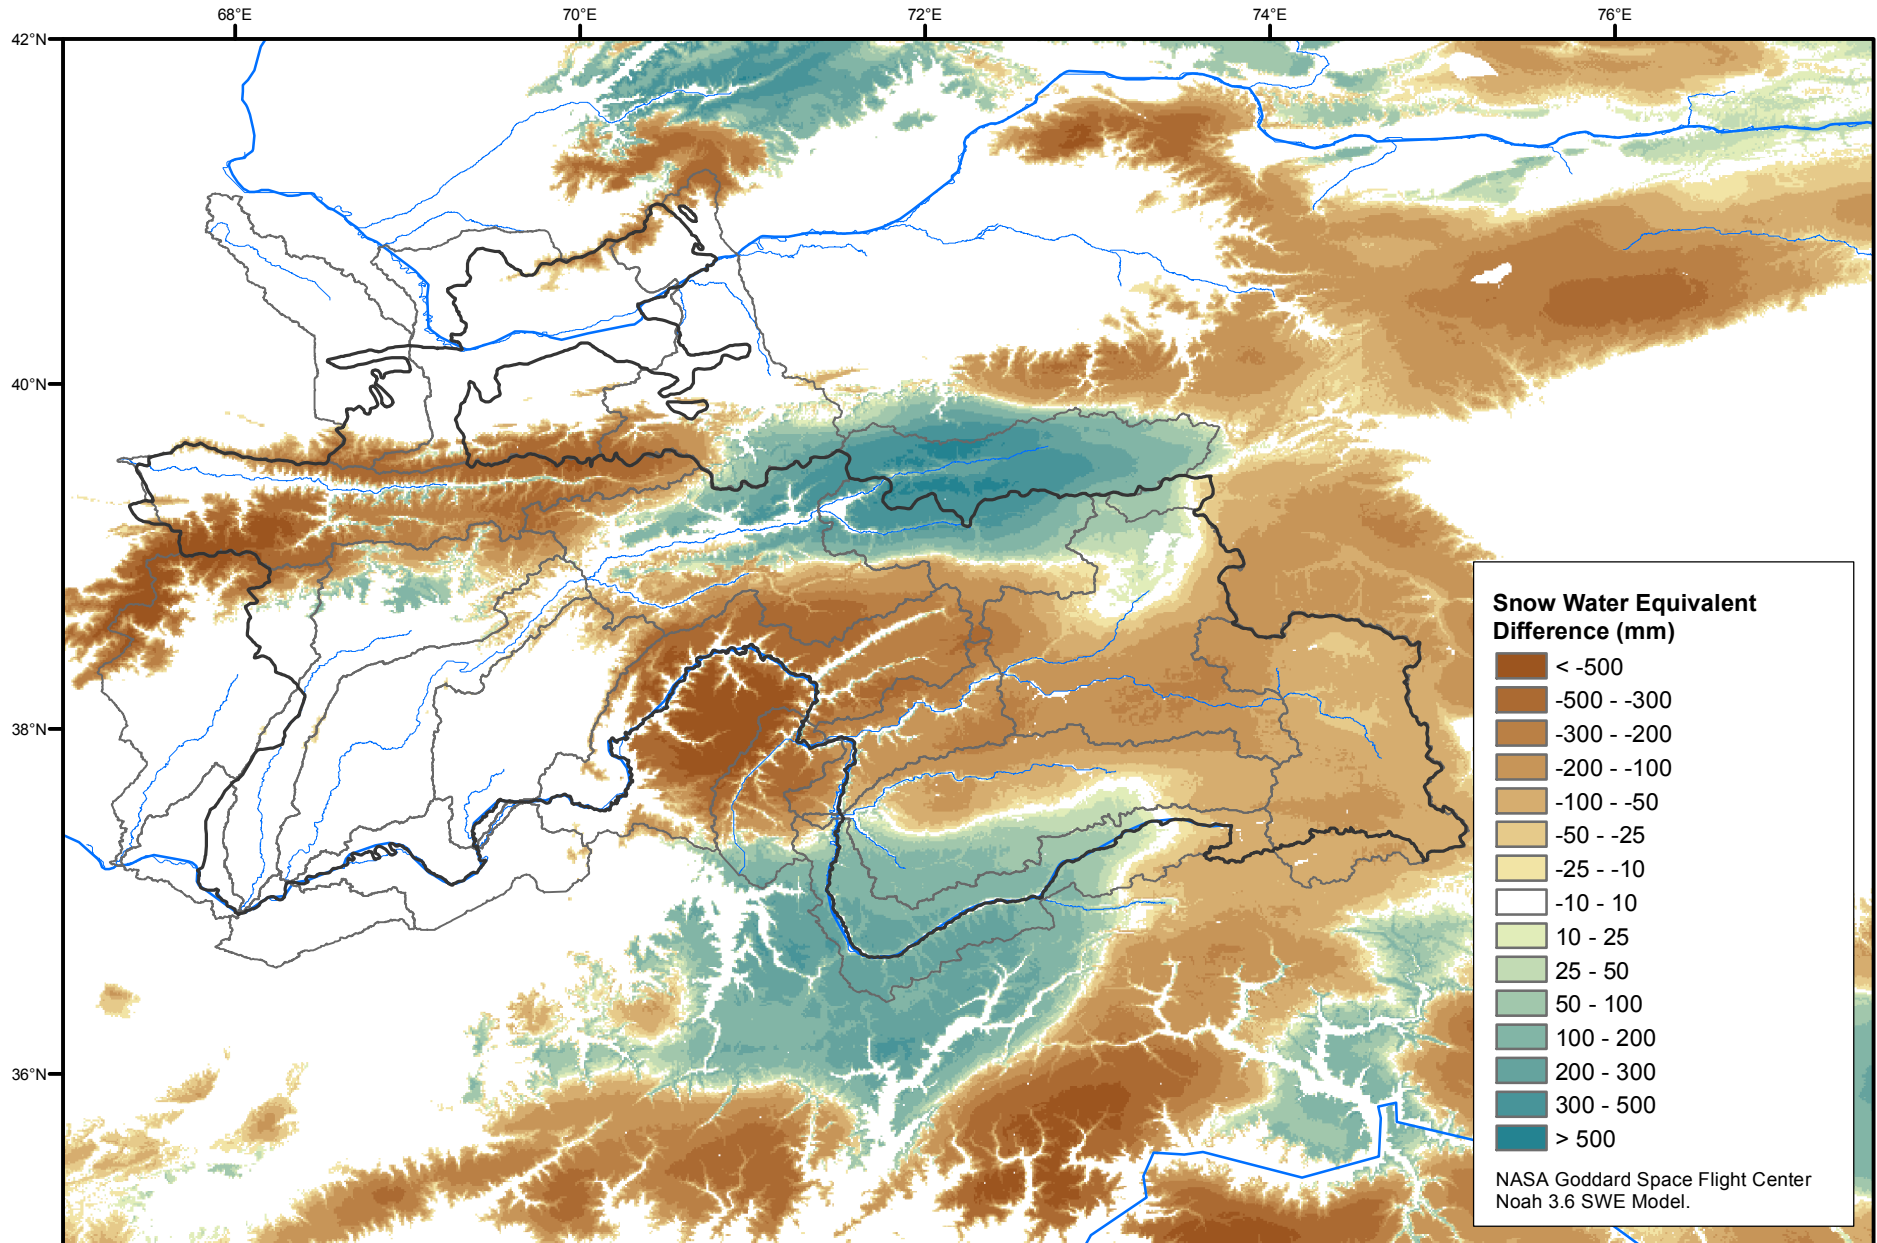 68°E 70°E 72°E 74°E 76°E
42°N
40°N
38°N
36°N
Snow Water Equivalent
Difference (mm)
< -500
-500 - -300
-300 - -200
-200 - -100
-100 - -50
-50 - -25
-25 - -10
-10 - 10
10 - 25
25 - 50
50 - 100
100 - 200
200 - 300
300 - 500
> 500
NASA Goddard Space Flight Center
Noah 3.6 SWE Model.